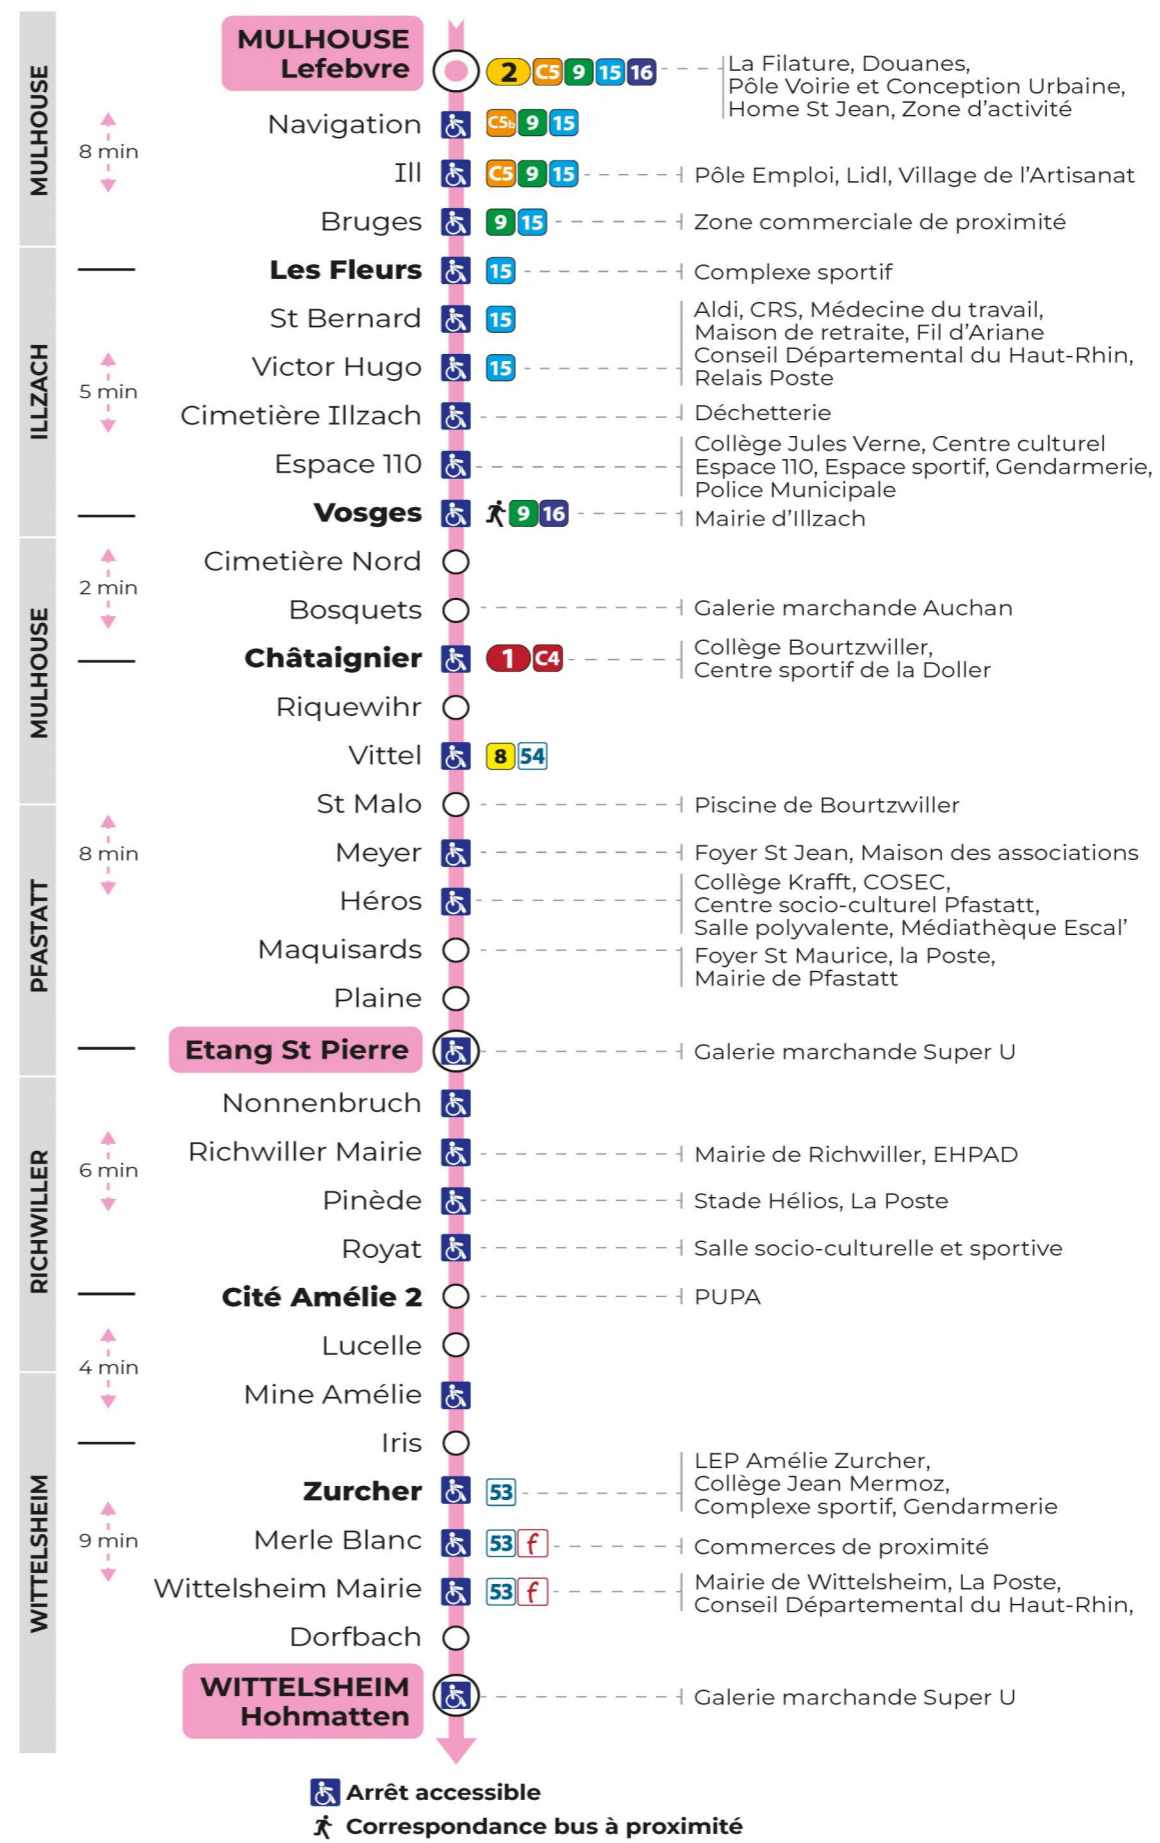 MULHOUSE
MULHOUSE
Lefebvre
2 C5 9 15 16
La Filature, Douanes,
Pôle Voirie et Conception Urbaine,
Home St Jean, Zone d’activité
Navigation
C5b 9 15
8 min
Ill
C5 9 15
Pôle Emploi, Lidl, Village de l’Artisanat
Bruges
9 15
Zone commerciale de proximité
ILLZACH
Les Fleurs
15
Complexe sportif
St Bernard
15
Aldi, CRS, Médecine du travail,
Maison de retraite, Fil d’Ariane
Conseil Départemental du Haut-Rhin,
Relais Poste
Victor Hugo
15
5 min
Cimetière Illzach
Déchetterie
Espace 110
Collège Jules Verne, Centre culturel
Espace 110, Espace sportif, Gendarmerie,
Police Municipale
Vosges
9 16
Mairie d’Illzach
MULHOUSE
Cimetière Nord
2 min
Bosquets
Galerie marchande Auchan
Châtaignier
1 C4
Collège Bourtzwiller,
Centre sportif de la Doller
Riquewihr
Vittel
8 54
PFASTATT
St Malo
Piscine de Bourtzwiller
8 min
Meyer
Foyer St Jean, Maison des associations
Héros
Collège Krafft, COSEC,
Centre socio-culturel Pfastatt,
Salle polyvalente, Médiathèque Escal’
Maquisards
Foyer St Maurice, la Poste,
Mairie de Pfastatt
Plaine
Etang St Pierre
Galerie marchande Super U
RICHWILLER
Nonnenbruch
Richwiller Mairie
Mairie de Richwiller, EHPAD
6 min
Pinède
Stade Hélios, La Poste
Royat
Salle socio-culturelle et sportive
Cité Amélie 2
PUPA
Lucelle
4 min
WITTELSHEIM
Mine Amélie
Iris
Zurcher
53
LEP Amélie Zurcher,
Collège Jean Mermoz,
Complexe sportif, Gendarmerie
9 min
Merle Blanc
53 f
Commerces de proximité
Wittelsheim Mairie
53 f
Mairie de Wittelsheim, La Poste,
Conseil Départemental du Haut-Rhin,
Dorfbach
WITTELSHEIM
Hohmatten
Galerie marchande Super U
Arrêt accessible
Correspondance bus à proximité